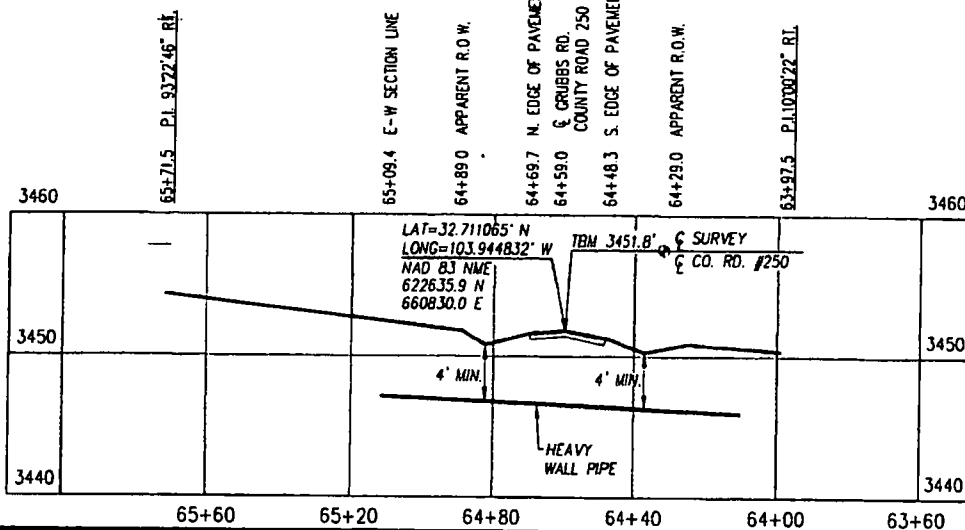 65+71.5 P.I. 93°22'46" RT.
65+09.4 E-W SECTION LINE
64+89.0 APPARENT R.O.W.
64+69.7 N. EDGE OF PAVEME
64+59.0 ℄ GRUBBS RD.
COUNTY ROAD 250
64+48.3 S. EDGE OF PAVEME
64+29.0 APPARENT R.O.W.
63+97.5 P.I.10°00'22" RT.
3460
3460
LAT=32.711065° N
LONG=103.944832° W
NAD 83 NME
622635.9 N
660830.0 E
TBM 3451.8'
℄ SURVEY
℄ CO. RD. #250
3450
3450
4' MIN.
4' MIN.
HEAVY
WALL PIPE
3440
3440
65+60
65+20
64+80
64+40
64+00
63+60